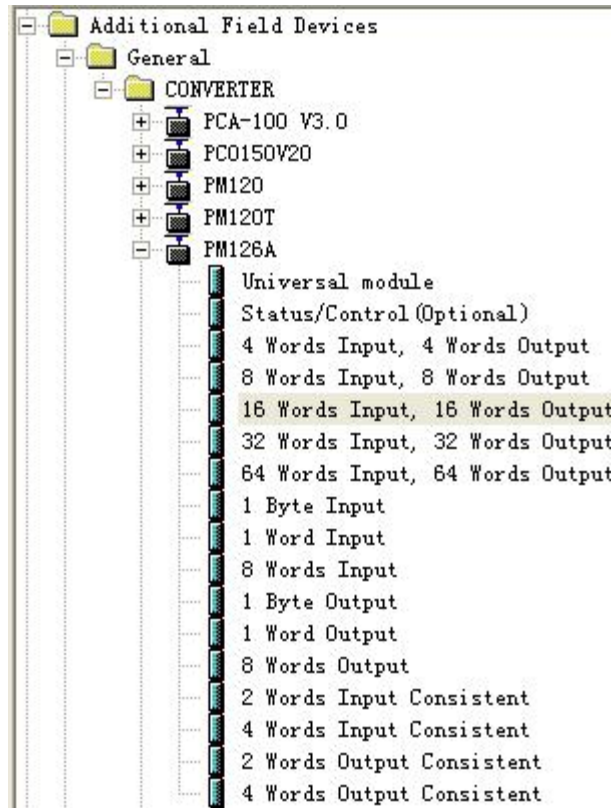 Additional Field Devices
General
CONVERTER
PCA-100 V3.0
PCO150V20
PM120
PM120T
PM126A
Universal module
Status/Control(Optional)
4 Words Input, 4 Words Output
8 Words Input, 8 Words Output
16 Words Input, 16 Words Output
32 Words Input, 32 Words Output
64 Words Input, 64 Words Output
1 Byte Input
1 Word Input
8 Words Input
1 Byte Output
1 Word Output
8 Words Output
2 Words Input Consistent
4 Words Input Consistent
2 Words Output Consistent
4 Words Output Consistent